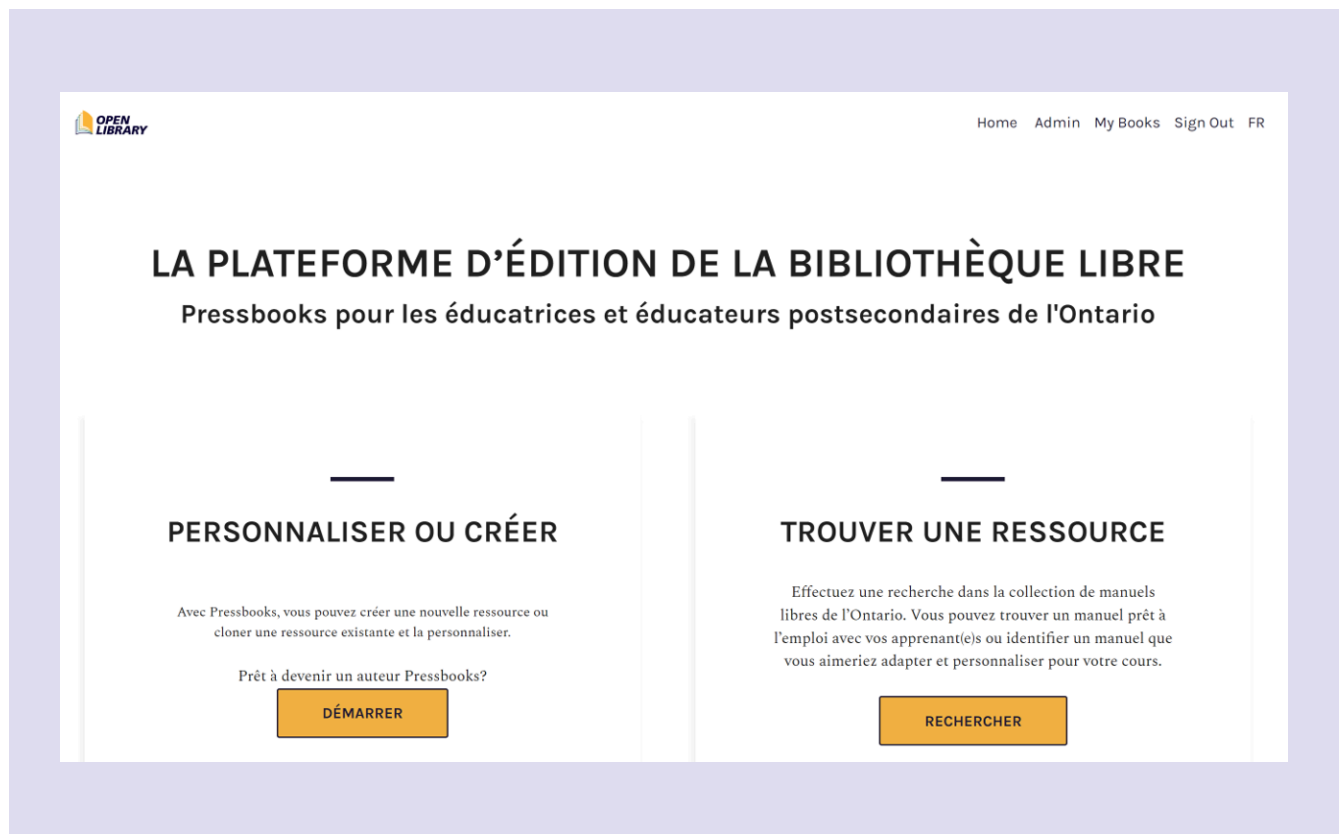 OPEN
LIBRARY
Home Admin My Books Sign Out FR
LA PLATEFORME D’ÉDITION DE LA BIBLIOTHÈQUE LIBRE
Pressbooks pour les éducatrices et éducateurs postsecondaires de l'Ontario
PERSONNALISER OU CRÉER
Avec Pressbooks, vous pouvez créer une nouvelle ressource ou
cloner une ressource existante et la personnaliser.
Prêt à devenir un auteur Pressbooks?
DÉMARRER
TROUVER UNE RESSOURCE
Effectuez une recherche dans la collection de manuels
libres de l’Ontario. Vous pouvez trouver un manuel prêt à
l’emploi avec vos apprenant(e)s ou identifier un manuel que
vous aimeriez adapter et personnaliser pour votre cours.
RECHERCHER